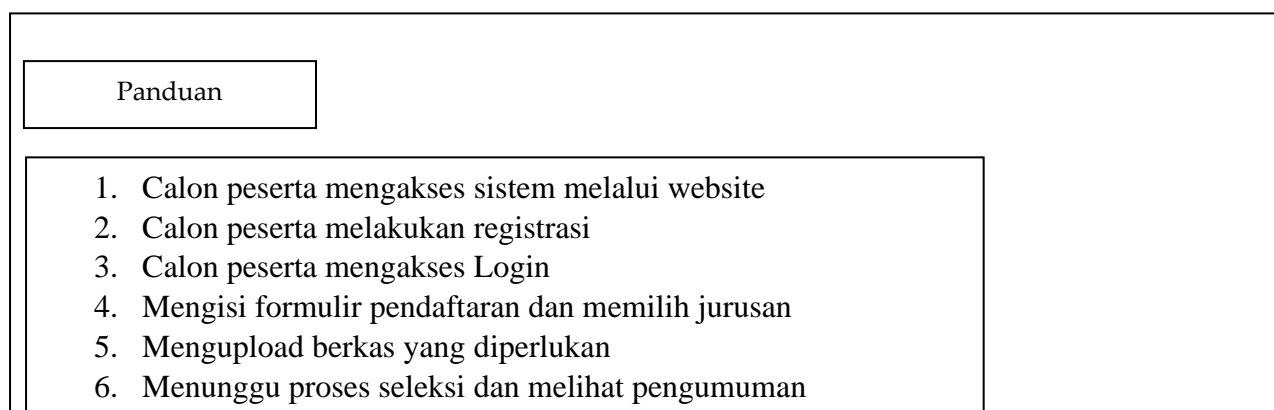 Panduan
1. Calon peserta mengakses sistem melalui website
2. Calon peserta melakukan registrasi
3. Calon peserta mengakses Login
4. Mengisi formulir pendaftaran dan memilih jurusan
5. Mengupload berkas yang diperlukan
6. Menunggu proses seleksi dan melihat pengumuman